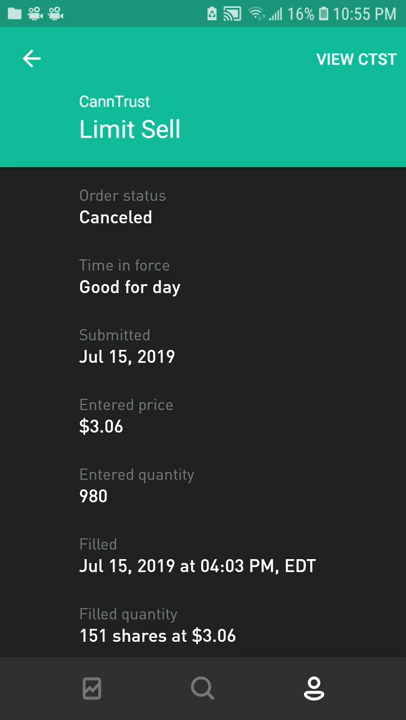 16% 10:55 PM
VIEW CTST
CannTrust
Limit Sell
Order status
Canceled
Time in force
Good for day
Submitted
Jul 15, 2019
Entered price
$3.06
Entered quantity
980
Filled
Jul 15, 2019 at 04:03 PM, EDT
Filled quantity
151 shares at $3.06